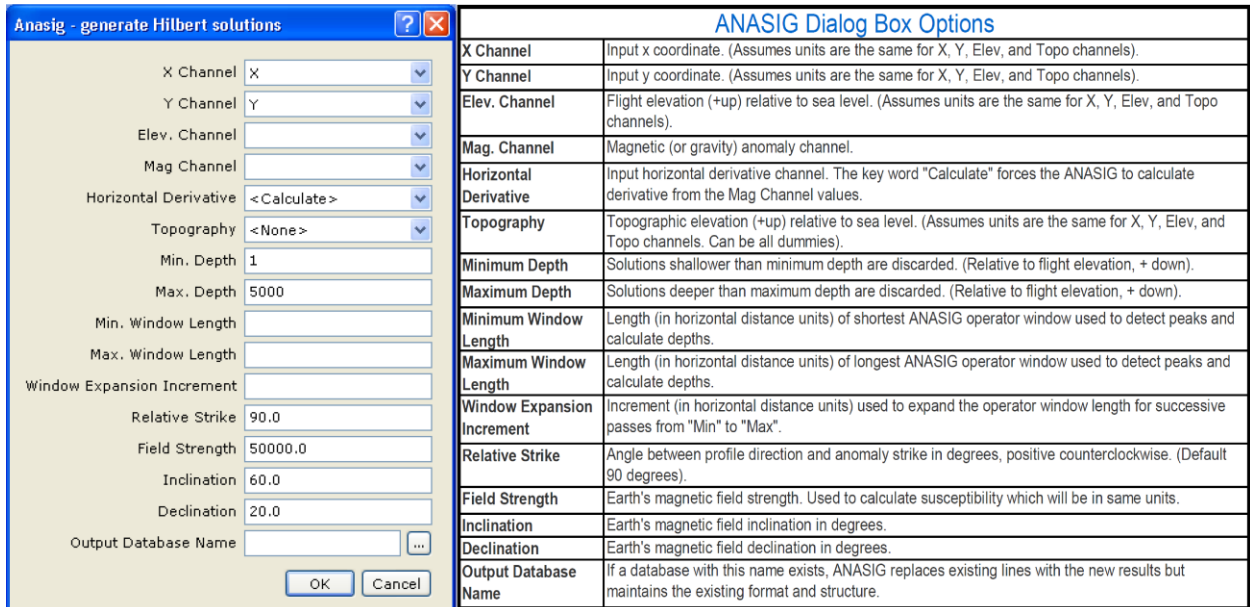 Anasig - generate Hilbert solutions
X Channel X
Y Channel Y
Elev. Channel
Mag Channel
Horizontal Derivative <Calculate>
Topography <None>
Min. Depth 1
Max. Depth 5000
Min. Window Length
Max. Window Length
Window Expansion Increment
Relative Strike 90.0
Field Strength 50000.0
Inclination 60.0
Declination 20.0
Output Database Name ...
OK Cancel
ANASIG Dialog Box Options
X Channel Input x coordinate. (Assumes units are the same for X, Y, Elev, and Topo channels).
Y Channel Input y coordinate. (Assumes units are the same for X, Y, Elev, and Topo channels).
Elev. Channel Flight elevation (+up) relative to sea level. (Assumes units are the same for X, Y, Elev, and Topo
channels).
Mag. Channel Magnetic (or gravity) anomaly channel.
Horizontal Input horizontal derivative channel. The key word "Calculate" forces the ANASIG to calculate
Derivative derivative from the Mag Channel values.
Topography Topographic elevation (+up) relative to sea level. (Assumes units are the same for X, Y, Elev, and
Topo channels. Can be all dummies).
Minimum Depth Solutions shallower than minimum depth are discarded. (Relative to flight elevation, + down).
Maximum Depth Solutions deeper than maximum depth are discarded. (Relative to flight elevation, + down).
Minimum Window Length (in horizontal distance units) of shortest ANASIG operator window used to detect peaks and
Length calculate depths.
Maximum Window Length (in horizontal distance units) of longest ANASIG operator window used to detect peaks and
Length calculate depths.
Window Expansion Increment (in horizontal distance units) used to expand the operator window length for successive
Increment passes from "Min" to "Max".
Relative Strike Angle between profile direction and anomaly strike in degrees, positive counterclockwise. (Default
90 degrees).
Field Strength Earth's magnetic field strength. Used to calculate susceptibility which will be in same units.
Inclination Earth's magnetic field inclination in degrees.
Declination Earth's magnetic field declination in degrees.
Output Database If a database with this name exists, ANASIG replaces existing lines with the new results but
Name maintains the existing format and structure.